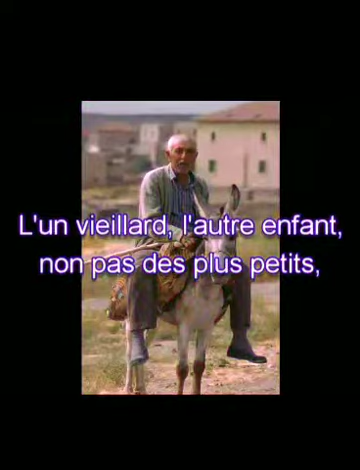 L'un vieillard, l'autre enfant,
non pas des plus petits,